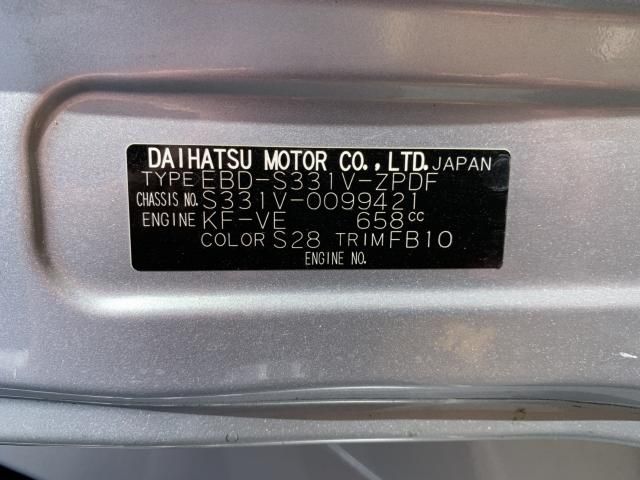 DAIHATSU MOTOR CO.,LTD. JAPAN
TYPE EBD-S331V-ZPDF
CHASSIS NO. S331V-0099421
ENGINE KF-VE 658cc
COLOR S28 TRIM FB10
ENGINE NO.